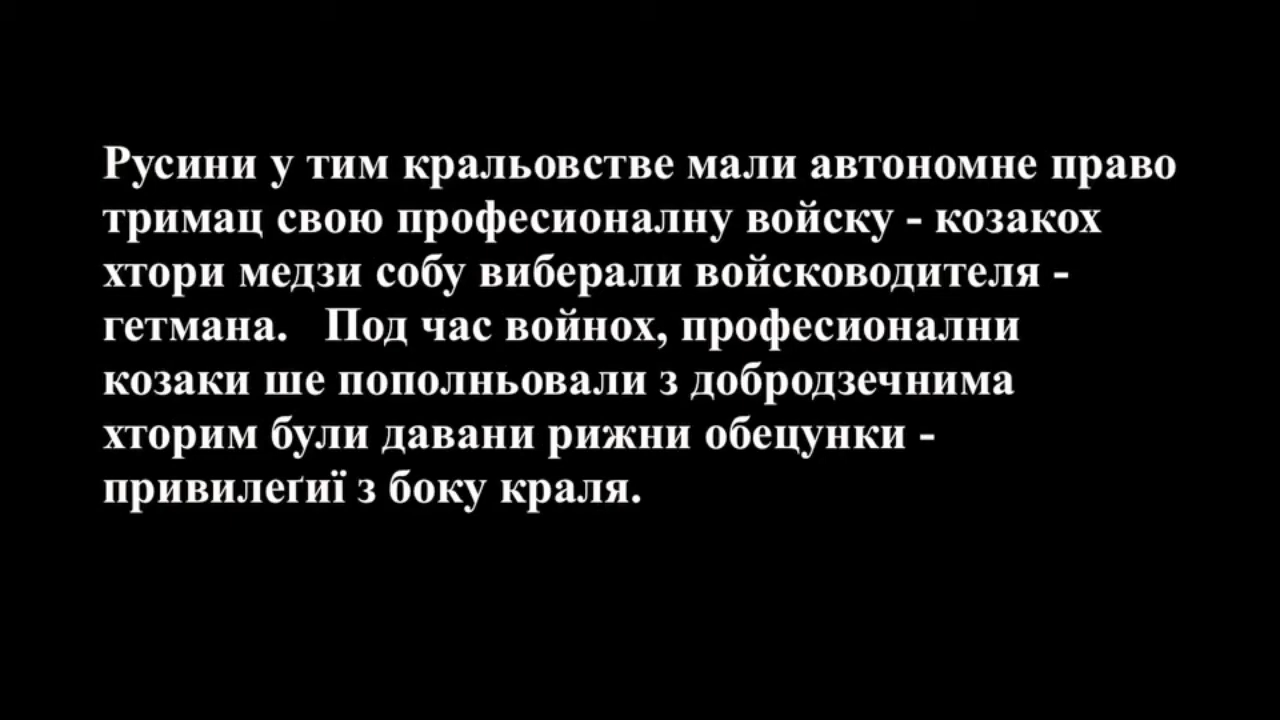 Русини у тим кральовстве мали автономне право
тримац свою професионалну войску - козакох
хтори медзи собу виберали войсководителя -
гетмана.   Под час войнох, професионални
козаки ше пополньовали з добродзечнима
хторим були давани рижни обецунки -
привилеґиї з боку краля.